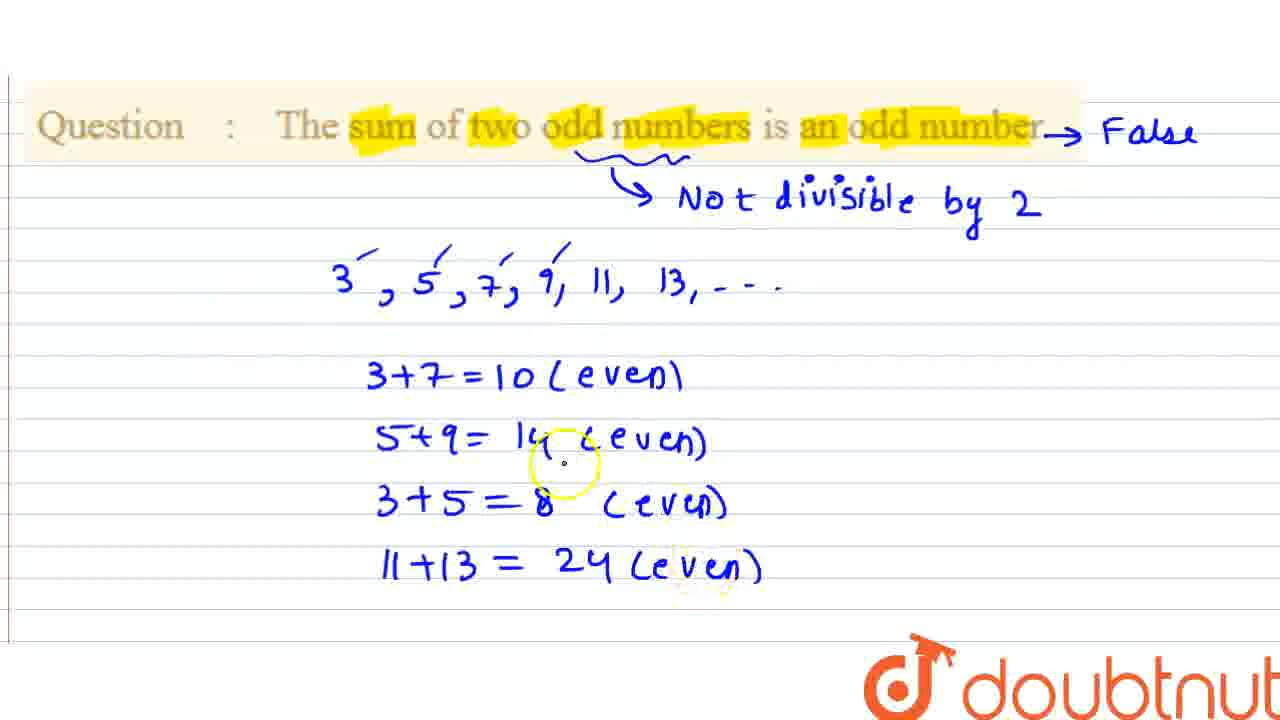 Question : The sum of two odd numbers is an odd number → False
↳ Not divisible by 2
3, 5, 7, 9, 11, 13, ---.
3+7=10 (even)
5+9= 14 (even)
3+5=8 (even)
11+13= 24 (even)
doubtnut